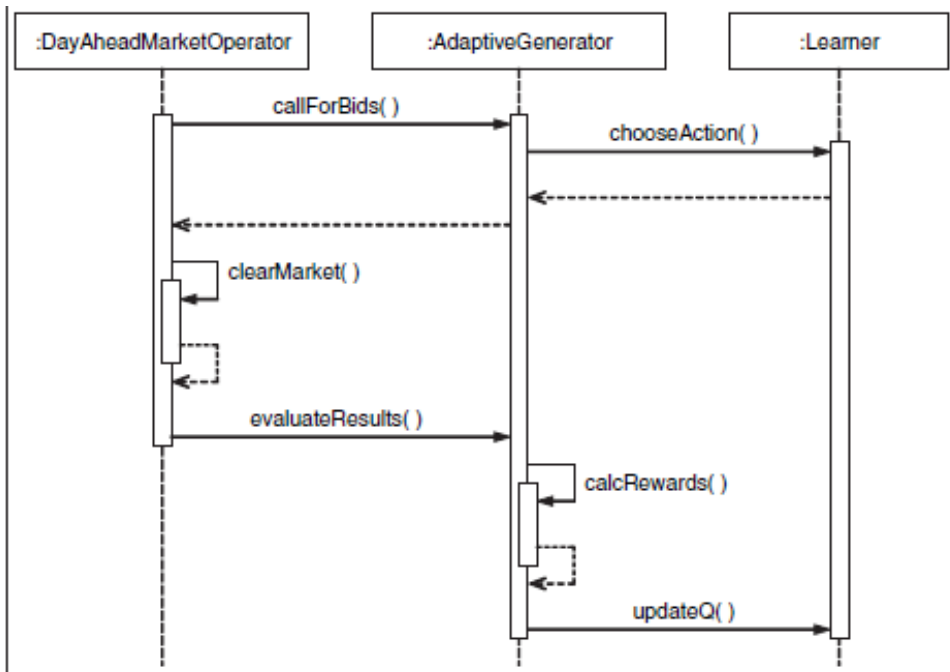 :DayAheadMarketOperator
:AdaptiveGenerator
:Learner
callForBids( )
chooseAction( )
clearMarket( )
evaluateResults( )
calcRewards( )
updateQ( )